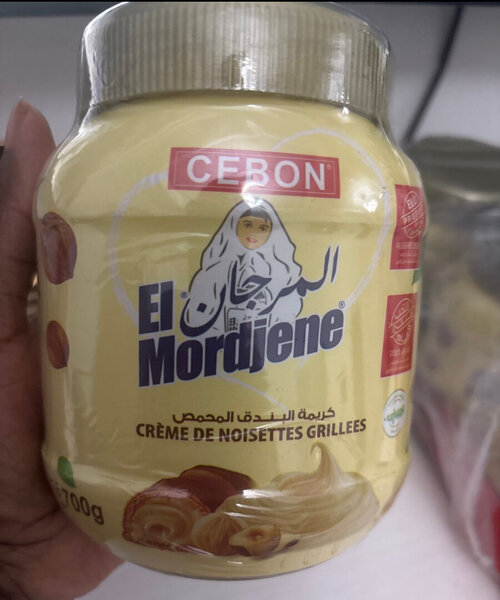 CEBON®
المرجان
El®
Mordjene®
كريمة البندق المحمص
CRÈME DE NOISETTES GRILLEES
700g